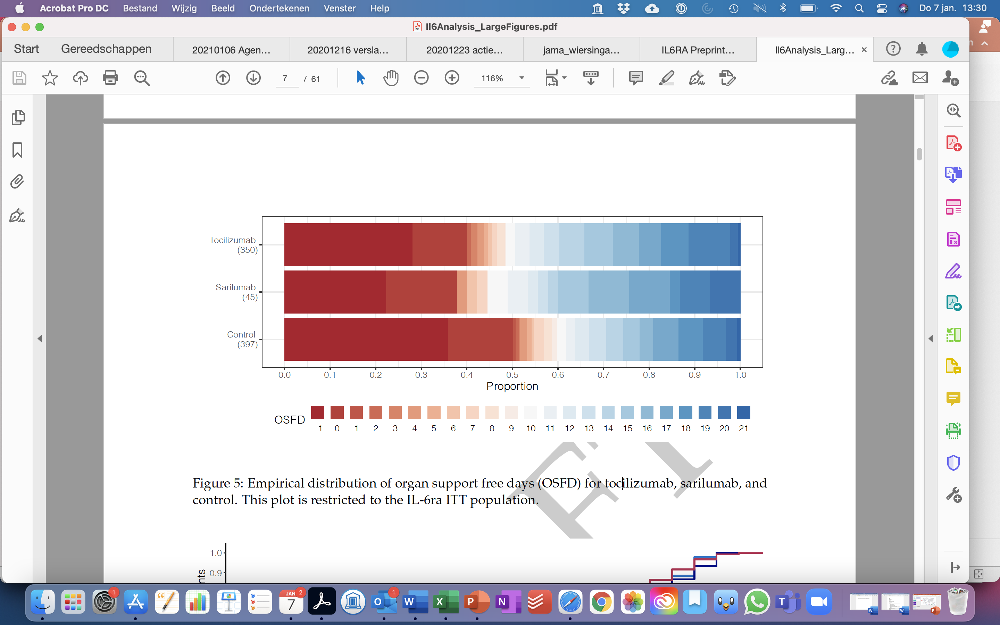 Acrobat Pro DC Bestand Wijzig Beeld Ondertekenen Venster Help Do 7 jan. 13:30
Il6Analysis_LargeFigures.pdf
Start Gereedschappen 20210106 Agen... 20201216 versla... 20201223 actie... jama_wiersinga... IL6RA Preprint... Il6Analysis_Larg... ×
7 / 61 116%
Tocilizumab
(350)
Sarilumab
(45)
Control
(397)
0.0 0.1 0.2 0.3 0.4 0.5 0.6 0.7 0.8 0.9 1.0
Proportion
OSFD
−1 0 1 2 3 4 5 6 7 8 9 10 11 12 13 14 15 16 17 18 19 20 21
Figure 5: Empirical distribution of organ support free days (OSFD) for tocilizumab, sarilumab, and
control. This plot is restricted to the IL-6ra ITT population.
1.0
0.9
nts
1 JAN 2 7 1
O W X P N T
W W P